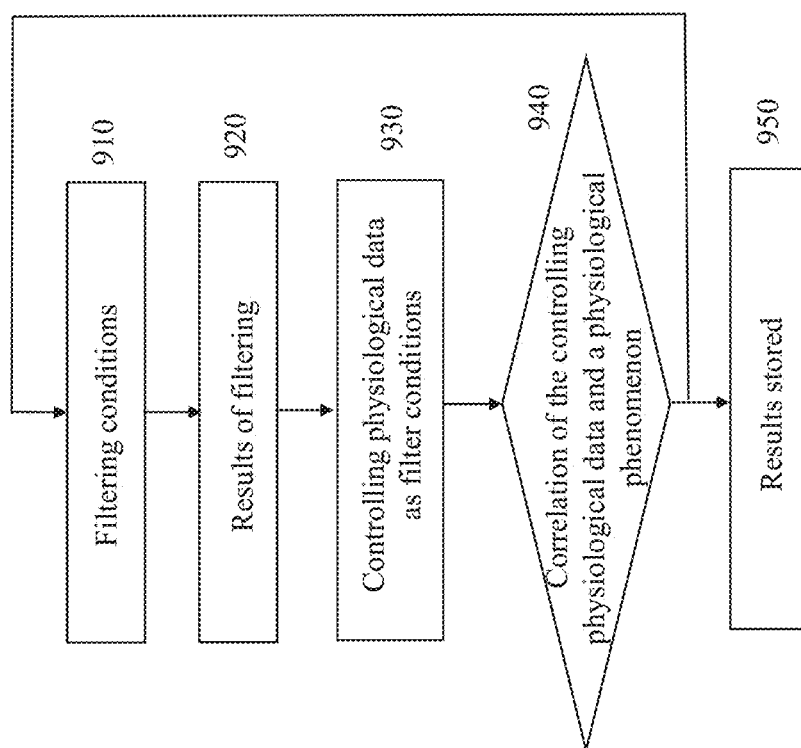 Filtering conditions
910
Results of filtering
920
Controlling physiological data
as filter conditions
930
Correlation of the controlling
physiological data and a physiological
phenomenon
940
Results stored
950